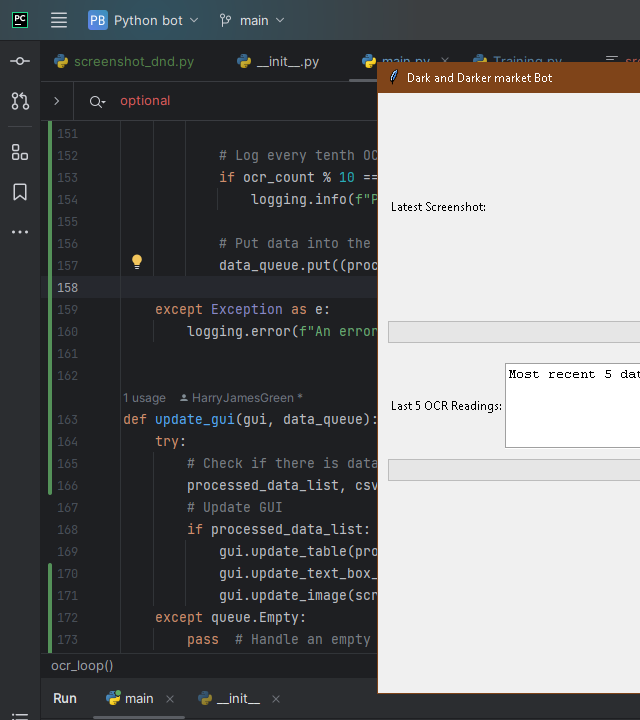 PC
PB Python bot main
screenshot_dnd.py __init__.py main.py Training.py
optional
151
152 # Log every tenth OC
153 if ocr_count % 10 ==
154 logging.info(f"P
155
156 # Put data into the
157 data_queue.put((proc
158
159 except Exception as e:
160 logging.error(f"An error
161
162
1 usage HarryJamesGreen *
163 def update_gui(gui, data_queue):
164 try:
165 # Check if there is data
166 processed_data_list, csv
167 # Update GUI
168 if processed_data_list:
169 gui.update_table(pro
170 gui.update_text_box_
171 gui.update_image(scr
172 except queue.Empty:
173 pass # Handle an empty
ocr_loop()
Run main __init__
Dark and Darker market Bot
Latest Screenshot:
Last 5 OCR Readings:
Most recent 5 dat